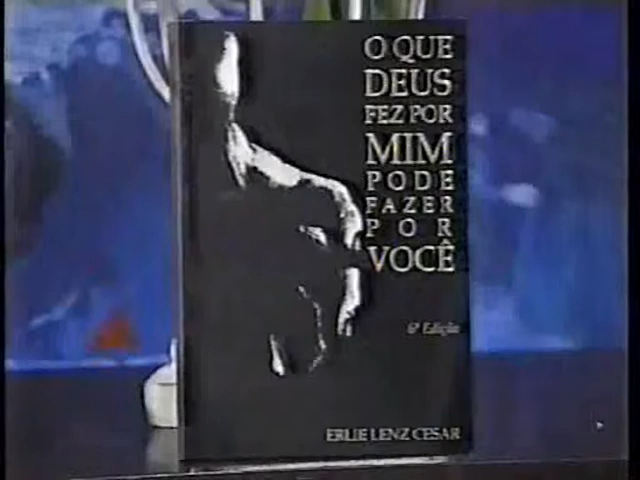 O QUE
DEUS
FEZ POR
MIM
PODE
FAZER
POR
VOCÊ
6ª Edição
ERLIE LENZ CESAR